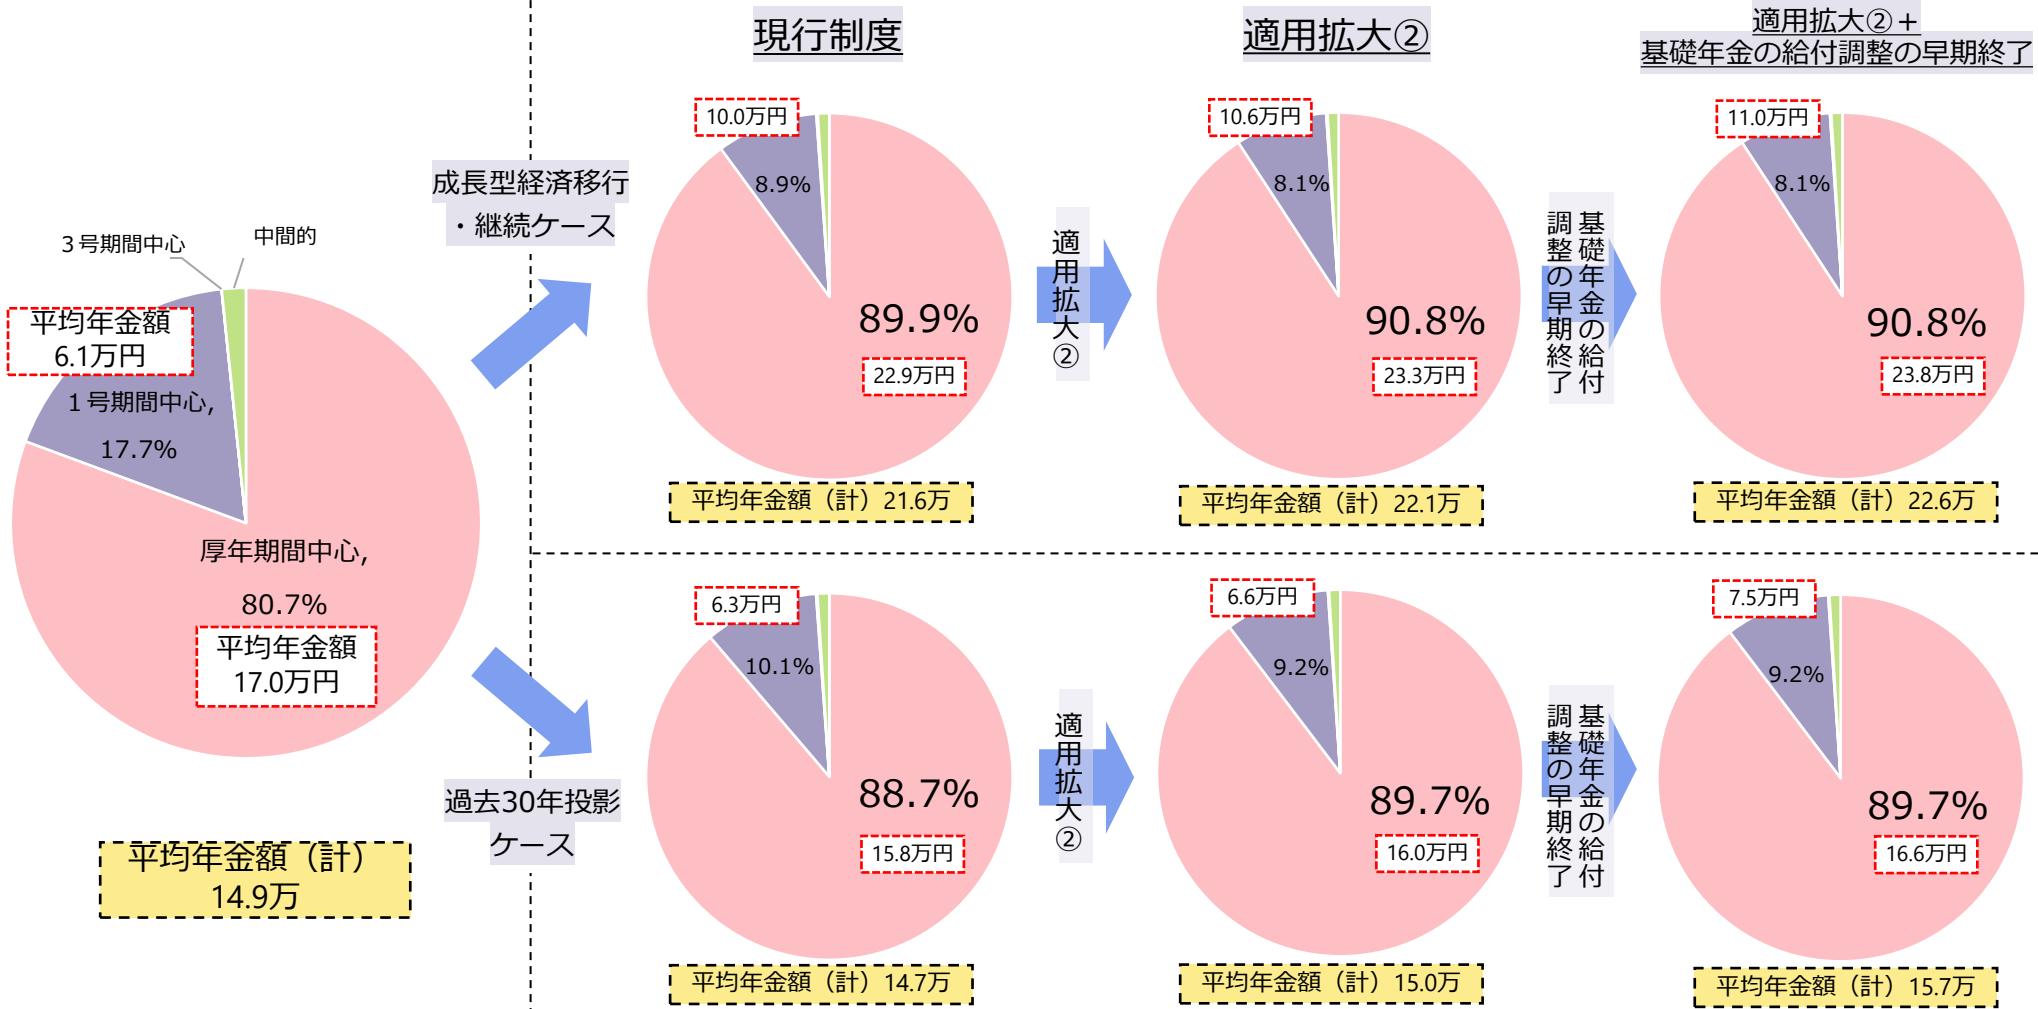 現行制度
適用拡大②
適用拡大②+
基礎年金の給付調整の早期終了
3号期間中心
中間的
平均年金額
6.1万円
1号期間中心,
17.7%
厚年期間中心,
80.7%
平均年金額
17.0万円
平均年金額（計）
14.9万
成長型経済移行
・継続ケース
10.0万円
8.9%
89.9%
22.9万円
平均年金額（計）21.6万
適用拡大②
10.6万円
8.1%
90.8%
23.3万円
平均年金額（計）22.1万
基礎年金の給付
調整の早期終了
11.0万円
8.1%
90.8%
23.8万円
平均年金額（計）22.6万
過去30年投影
ケース
6.3万円
10.1%
88.7%
15.8万円
平均年金額（計）14.7万
適用拡大②
6.6万円
9.2%
89.7%
16.0万円
平均年金額（計）15.0万
基礎年金の給付
調整の早期終了
7.5万円
9.2%
89.7%
16.6万円
平均年金額（計）15.7万